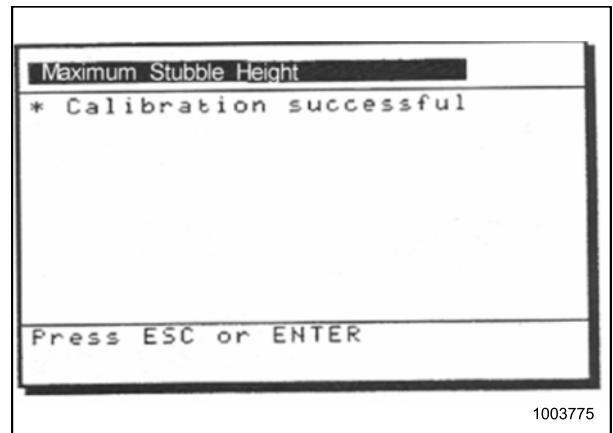 Maximum Stubble Height
* Calibration successful
Press ESC or ENTER
1003775